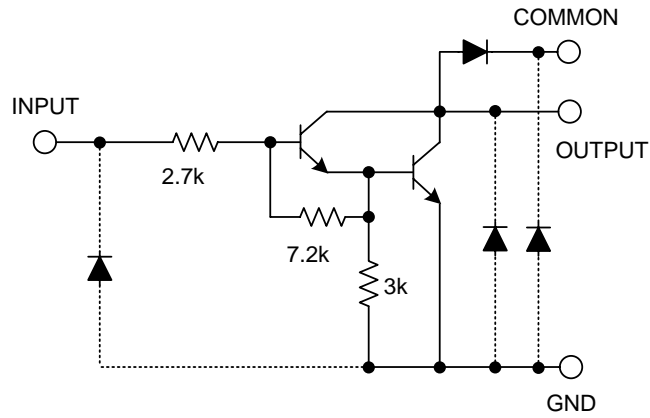 COMMON
INPUT
OUTPUT
2.7k
7.2k
3k
GND